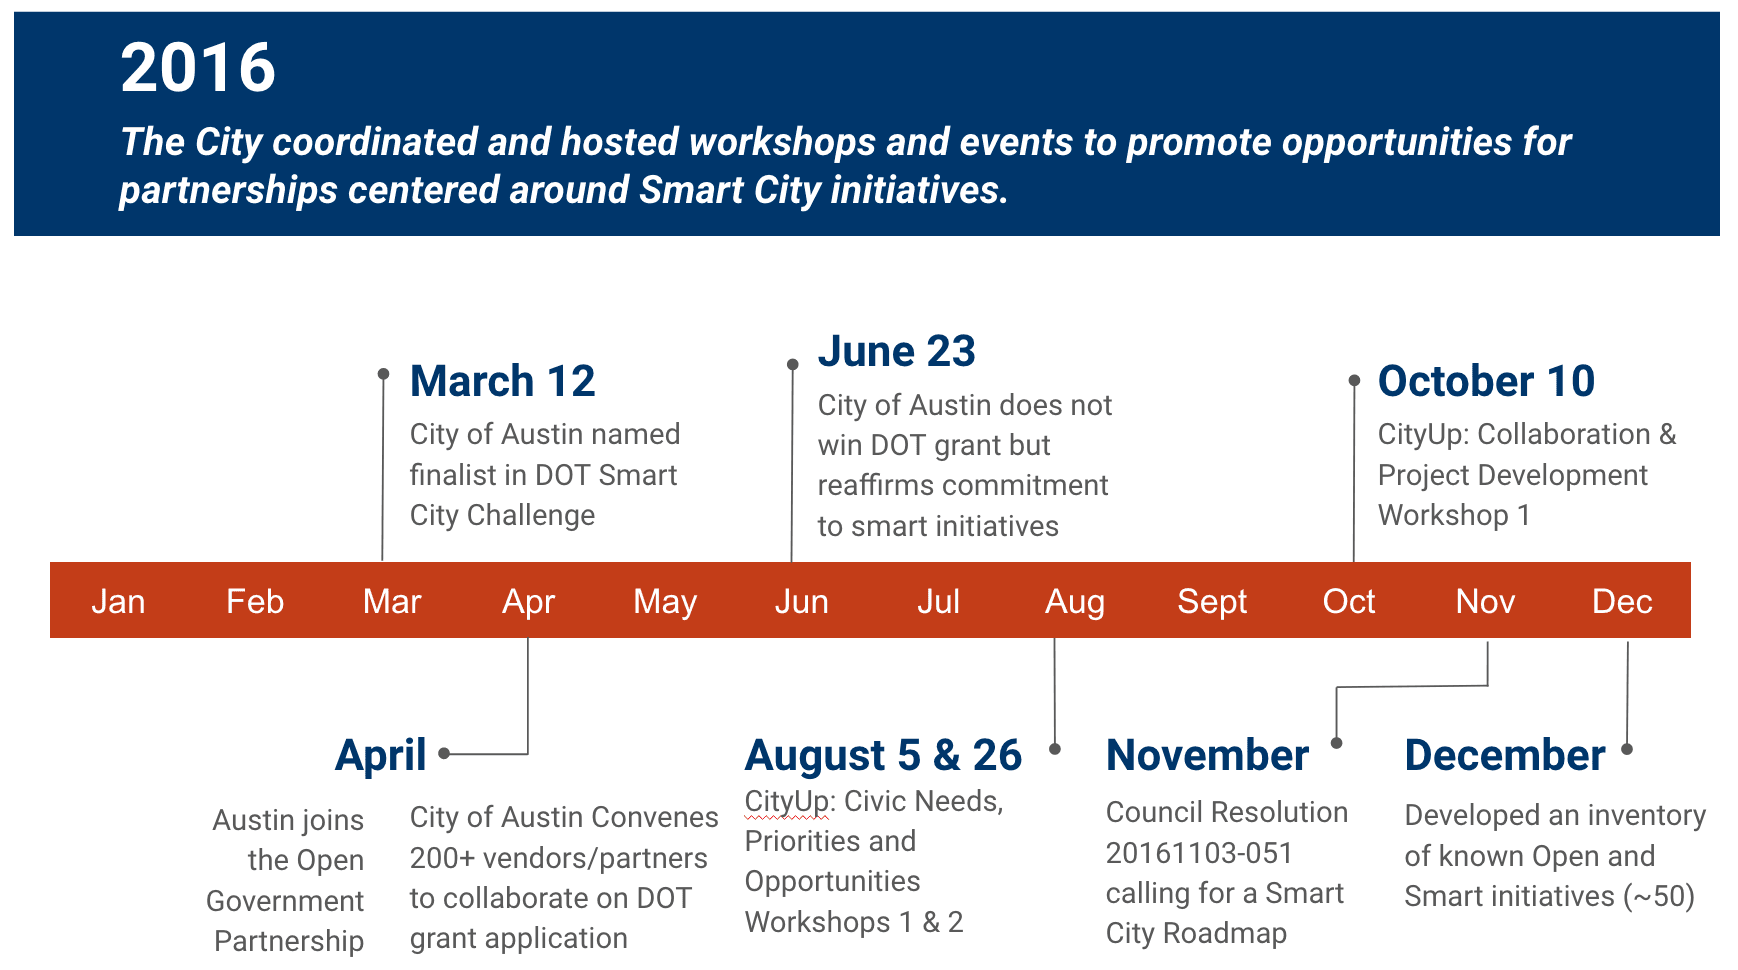 2016
The City coordinated and hosted workshops and events to promote opportunities for
partnerships centered around Smart City initiatives.
March 12
City of Austin named
finalist in DOT Smart
City Challenge
June 23
City of Austin does not
win DOT grant but
reaffirms commitment
to smart initiatives
October 10
CityUp: Collaboration &
Project Development
Workshop 1
Jan Feb Mar Apr May Jun Jul Aug Sept Oct Nov Dec
April
Austin joins
the Open
Government
Partnership
City of Austin Convenes
200+ vendors/partners
to collaborate on DOT
grant application
August 5 & 26
CityUp: Civic Needs,
Priorities and
Opportunities
Workshops 1 & 2
November
Council Resolution
20161103-051
calling for a Smart
City Roadmap
December
Developed an inventory
of known Open and
Smart initiatives (~50)